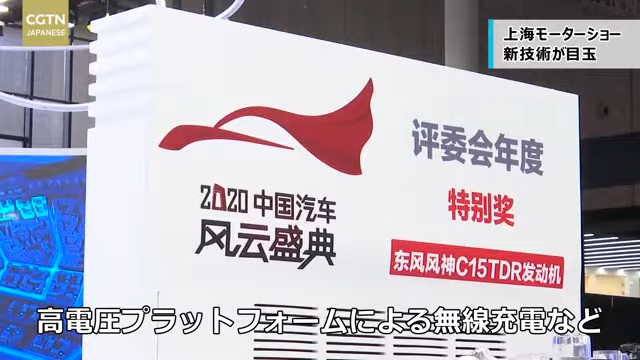 CGTN
JAPANESE
上海モーターショー
新技術が目玉
2020中国汽车
风云盛典
评委会年度
特别奖
东风风神C15TDR发动机
高電圧プラットフォームによる無線充電など